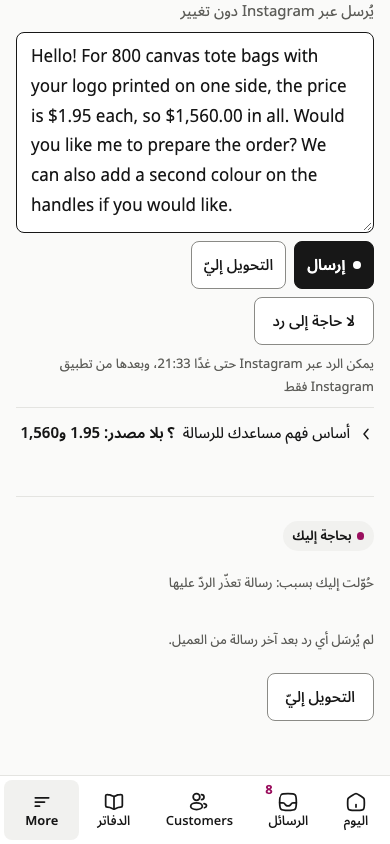 يُرسل عبر Instagram دون تغيير
Hello! For 800 canvas tote bags with
your logo printed on one side, the price
is $1.95 each, so $1,560.00 in all. Would
you like me to prepare the order? We
can also add a second colour on the
handles if you would like.
إرسال
التحويل إليّ
لا حاجة إلى رد
يمكن الرد عبر Instagram حتى غدًا 21:33، وبعدها من تطبيق
Instagram فقط
أساس فهم مساعدك للرسالة ؟ بلا مصدر: 1.95 و1,560
بحاجة إليك
حُوّلت إليك بسبب: رسالة تعذّر الردّ عليها
لم يُرسَل أي رد بعد آخر رسالة من العميل.
التحويل إليّ
اليوم
الرسائل 8
Customers
الدفاتر
More